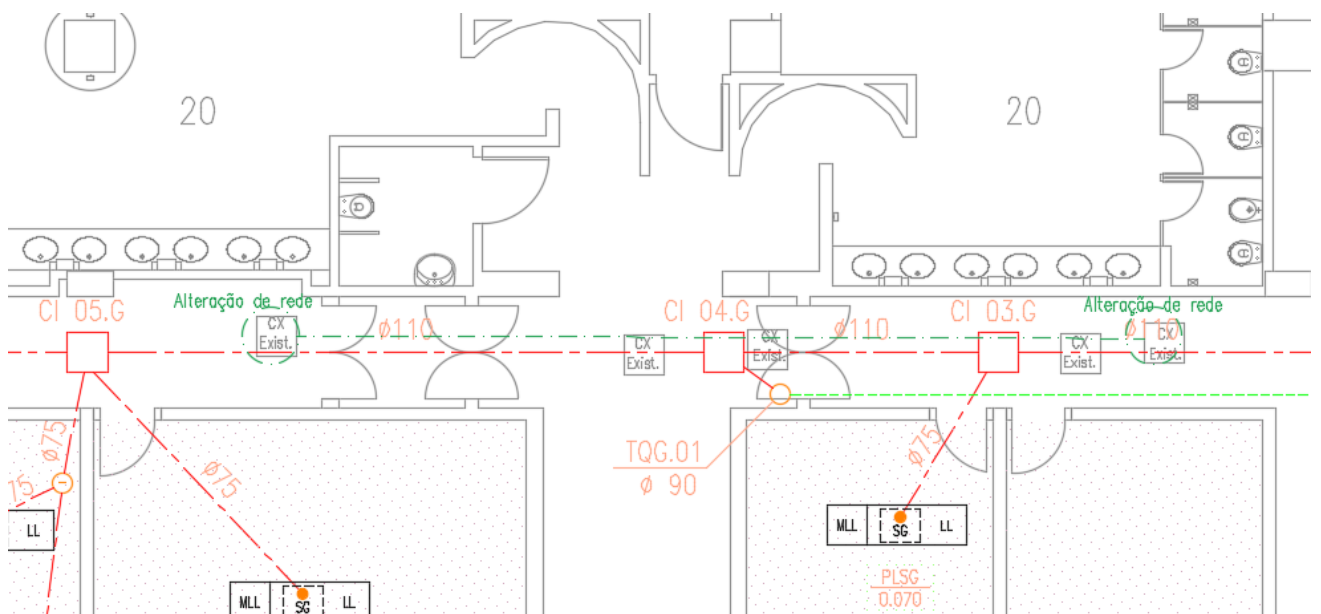 20
20
CI 05.G
Alteração de rede
CX
Exist.
ø110
CX
Exist.
CI 04.G
CX
Exist.
ø110
CI 03.G
CX
Exist.
Alteração de rede
ø110
CX
Exist.
ø75
75
ø75
LL
MLL
SG
LL
TQG.01
ø 90
ø75
MLL
SG
LL
PLSG
0.070